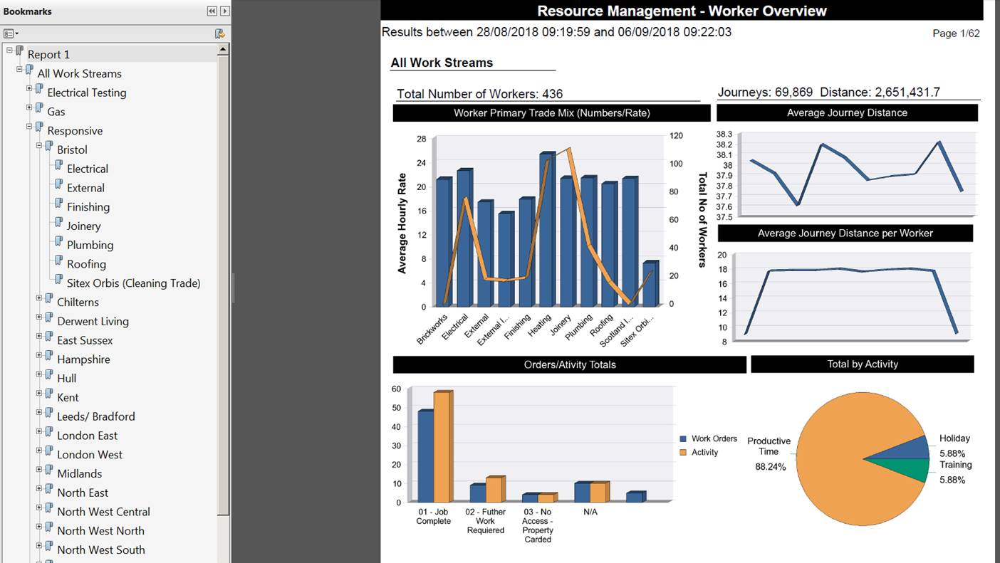 Bookmarks
Report 1
All Work Streams
Electrical Testing
Gas
Responsive
Bristol
Electrical
External
Finishing
Joinery
Plumbing
Roofing
Sitex Orbis (Cleaning Trade)
Chilterns
Derwent Living
East Sussex
Hampshire
Hull
Kent
Leeds/ Bradford
London East
London West
Midlands
North East
North West Central
North West North
North West South
Resource Management - Worker Overview
Results between 28/08/2018 09:19:59 and 06/09/2018 09:22:03
Page 1/62
All Work Streams
Total Number of Workers: 436
Journeys: 69,869 Distance: 2,651,431.7
Worker Primary Trade Mix (Numbers/Rate)
Average Hourly Rate
28
24
20
16
12
8
4
0
120
100
80
60
40
20
0
Total No of Workers
Brickworks
Electrical
External
External I...
Finishing
Heating
Joinery
Plumbing
Roofing
Scotland I...
Sitex Orbi...
Average Journey Distance
38.3
38.2
38.1
38
37.9
37.8
37.7
37.6
37.5
Average Journey Distance per Worker
20
18
16
14
12
10
8
Orders/Ativity Totals
60
50
40
30
20
10
0
01 - Job
Complete
02 - Futher
Work
Requiered
03 - No
Access -
Property
Carded
N/A
Work Orders
Activity
Total by Activity
Productive
Time
88.24%
Holiday
5.88%
Training
5.88%